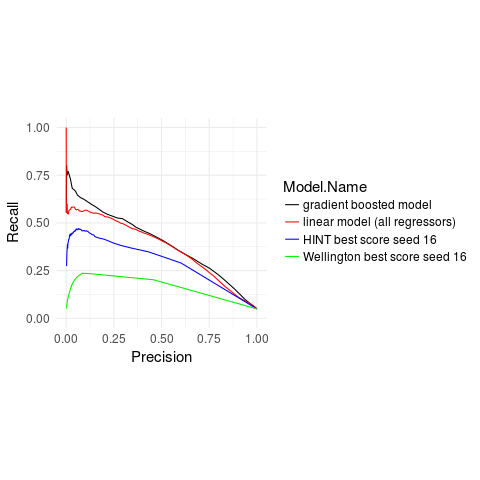 1.00
0.75
0.50
0.25
0.00
Recall
0.00 0.25 0.50 0.75 1.00
Precision
Model.Name
gradient boosted model
linear model (all regressors)
HINT best score seed 16
Wellington best score seed 16